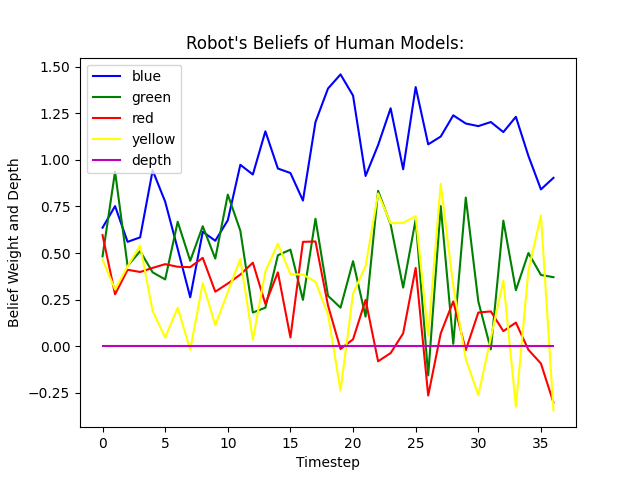 Robot's Beliefs of Human Models:
1.50
1.25
1.00
0.75
0.50
0.25
0.00
−0.25
Belief Weight and Depth
blue
green
red
yellow
depth
0 5 10 15 20 25 30 35
Timestep